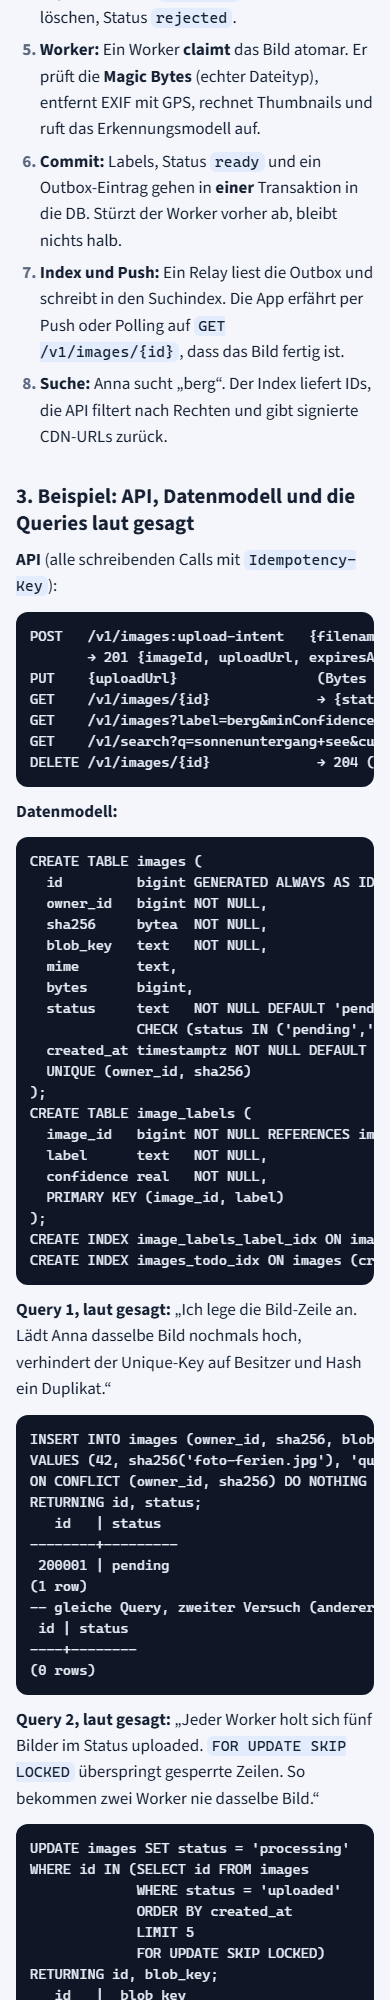 löschen, Status rejected .
5. Worker: Ein Worker claimt das Bild atomar. Er
prüft die Magic Bytes (echter Dateityp),
entfernt EXIF mit GPS, rechnet Thumbnails und
ruft das Erkennungsmodell auf.
6. Commit: Labels, Status ready und ein
Outbox-Eintrag gehen in einer Transaktion in
die DB. Stürzt der Worker vorher ab, bleibt
nichts halb.
7. Index und Push: Ein Relay liest die Outbox und
schreibt in den Suchindex. Die App erfährt per
Push oder Polling auf GET
/v1/images/{id} , dass das Bild fertig ist.
8. Suche: Anna sucht „berg“. Der Index liefert IDs,
die API filtert nach Rechten und gibt signierte
CDN-URLs zurück.
3. Beispiel: API, Datenmodell und die
Queries laut gesagt
API (alle schreibenden Calls mit Idempotency-
Key ):
POST   /v1/images:upload-intent   {filenam
       → 201 {imageId, uploadUrl, expiresA
PUT    {uploadUrl}                 (Bytes
GET    /v1/images/{id}             → {stat
GET    /v1/images?label=berg&minConfidence
GET    /v1/search?q=sonnenuntergang+see&cu
DELETE /v1/images/{id}             → 204 (
Datenmodell:
CREATE TABLE images (
  id         bigint GENERATED ALWAYS AS ID
  owner_id   bigint NOT NULL,
  sha256     bytea  NOT NULL,
  blob_key   text   NOT NULL,
  mime       text,
  bytes      bigint,
  status     text   NOT NULL DEFAULT 'pend
             CHECK (status IN ('pending','
  created_at timestamptz NOT NULL DEFAULT
  UNIQUE (owner_id, sha256)
);
CREATE TABLE image_labels (
  image_id   bigint NOT NULL REFERENCES im
  label      text   NOT NULL,
  confidence real   NOT NULL,
  PRIMARY KEY (image_id, label)
);
CREATE INDEX image_labels_label_idx ON ima
CREATE INDEX images_todo_idx ON images (cr
Query 1, laut gesagt: „Ich lege die Bild-Zeile an.
Lädt Anna dasselbe Bild nochmals hoch,
verhindert der Unique-Key auf Besitzer und Hash
ein Duplikat.“
INSERT INTO images (owner_id, sha256, blob
VALUES (42, sha256('foto-ferien.jpg'), 'qu
ON CONFLICT (owner_id, sha256) DO NOTHING
RETURNING id, status;
   id   | status
--------+---------
 200001 | pending
(1 row)
-- gleiche Query, zweiter Versuch (anderer
 id | status
----+--------
(0 rows)
Query 2, laut gesagt: „Jeder Worker holt sich fünf
Bilder im Status uploaded. FOR UPDATE SKIP
LOCKED überspringt gesperrte Zeilen. So
bekommen zwei Worker nie dasselbe Bild.“
UPDATE images SET status = 'processing'
WHERE id IN (SELECT id FROM images
             WHERE status = 'uploaded'
             ORDER BY created_at
             LIMIT 5
             FOR UPDATE SKIP LOCKED)
RETURNING id, blob_key;
   id   |  blob_key